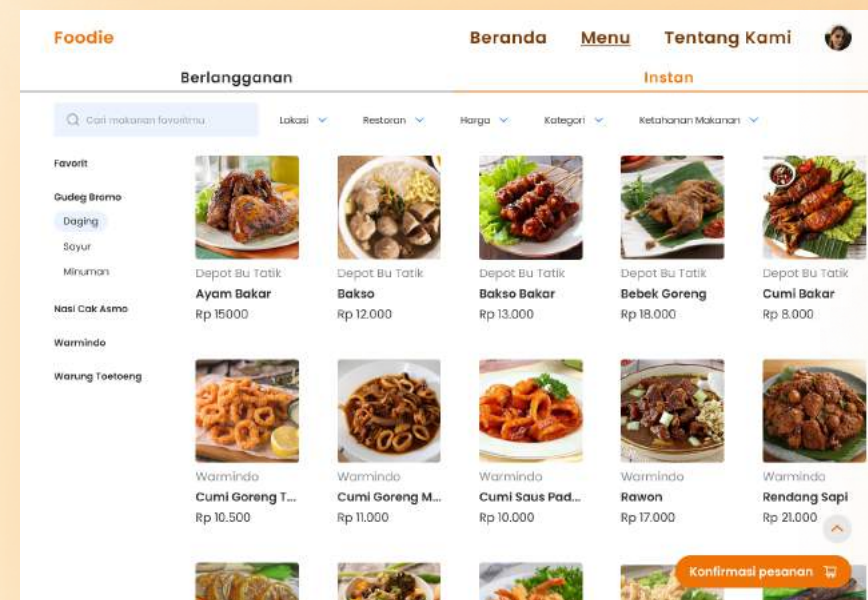 Foodie
Beranda Menu Tentang Kami
Berlangganan Instan
Cari makanan favoritmu
Lokasi Restoran Harga Kategori Ketahanan Makanan
Favorit
Gudeg Bromo
Daging
Sayur
Minuman
Nasi Cak Asmo
Warmindo
Warung Toetoeng
Depot Bu Tatik Depot Bu Tatik Depot Bu Tatik Depot Bu Tatik Depot Bu Tatik
Ayam Bakar Bakso Bakso Bakar Bebek Goreng Cumi Bakar
Rp 15000 Rp 12.000 Rp 13.000 Rp 18.000 Rp 8.000
Warmindo Warmindo Warmindo Warmindo Warmindo
Cumi Goreng T... Cumi Goreng M... Cumi Saus Pad... Rawon Rendang Sapi
Rp 10.500 Rp 11.000 Rp 10.000 Rp 17.000 Rp 21.000
Konfirmasi pesanan